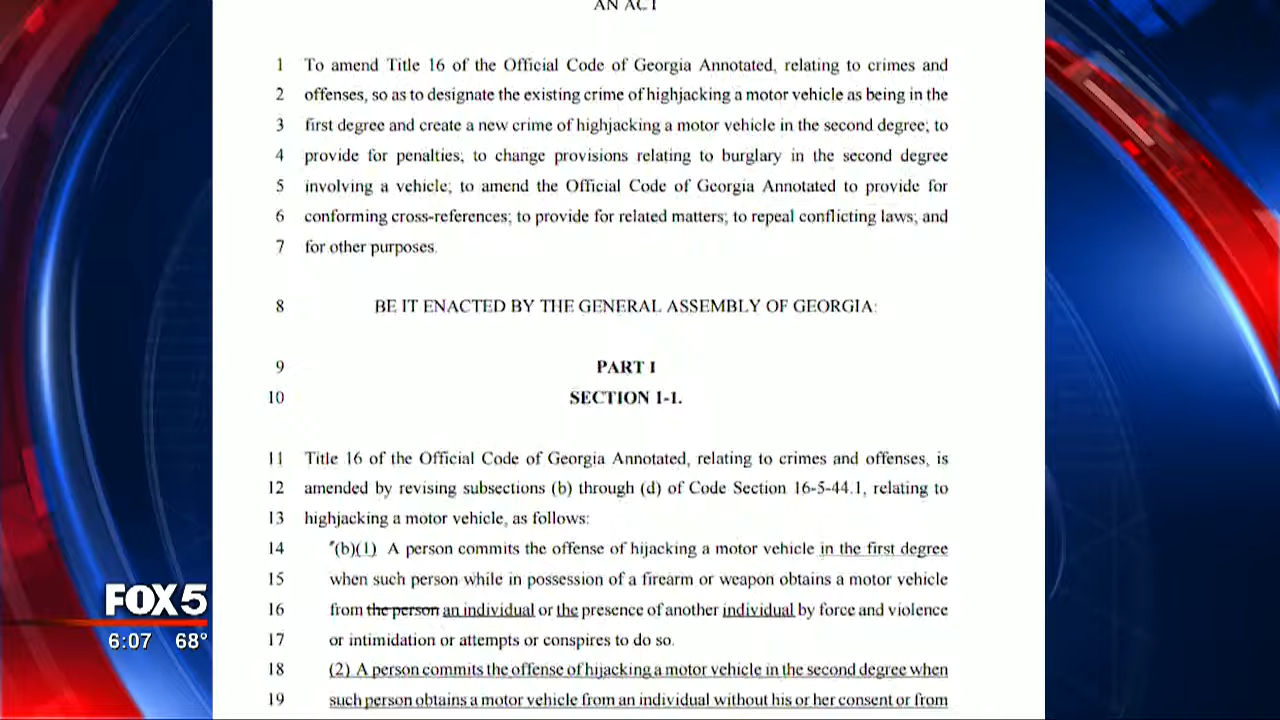 AN ACT
1 To amend Title 16 of the Official Code of Georgia Annotated, relating to crimes and
2 offenses, so as to designate the existing crime of highjacking a motor vehicle as being in the
3 first degree and create a new crime of highjacking a motor vehicle in the second degree; to
4 provide for penalties; to change provisions relating to burglary in the second degree
5 involving a vehicle; to amend the Official Code of Georgia Annotated to provide for
6 conforming cross-references; to provide for related matters; to repeal conflicting laws; and
7 for other purposes.
8 BE IT ENACTED BY THE GENERAL ASSEMBLY OF GEORGIA:
9 PART I
10 SECTION 1-1.
11 Title 16 of the Official Code of Georgia Annotated, relating to crimes and offenses, is
12 amended by revising subsections (b) through (d) of Code Section 16-5-44.1, relating to
13 highjacking a motor vehicle, as follows:
14 "(b)(1) A person commits the offense of hijacking a motor vehicle in the first degree
15 when such person while in possession of a firearm or weapon obtains a motor vehicle
16 from the person an individual or the presence of another individual by force and violence
17 or intimidation or attempts or conspires to do so.
18 (2) A person commits the offense of hijacking a motor vehicle in the second degree when
19 such person obtains a motor vehicle from an individual without his or her consent or from
FOX 5
6:07 68°